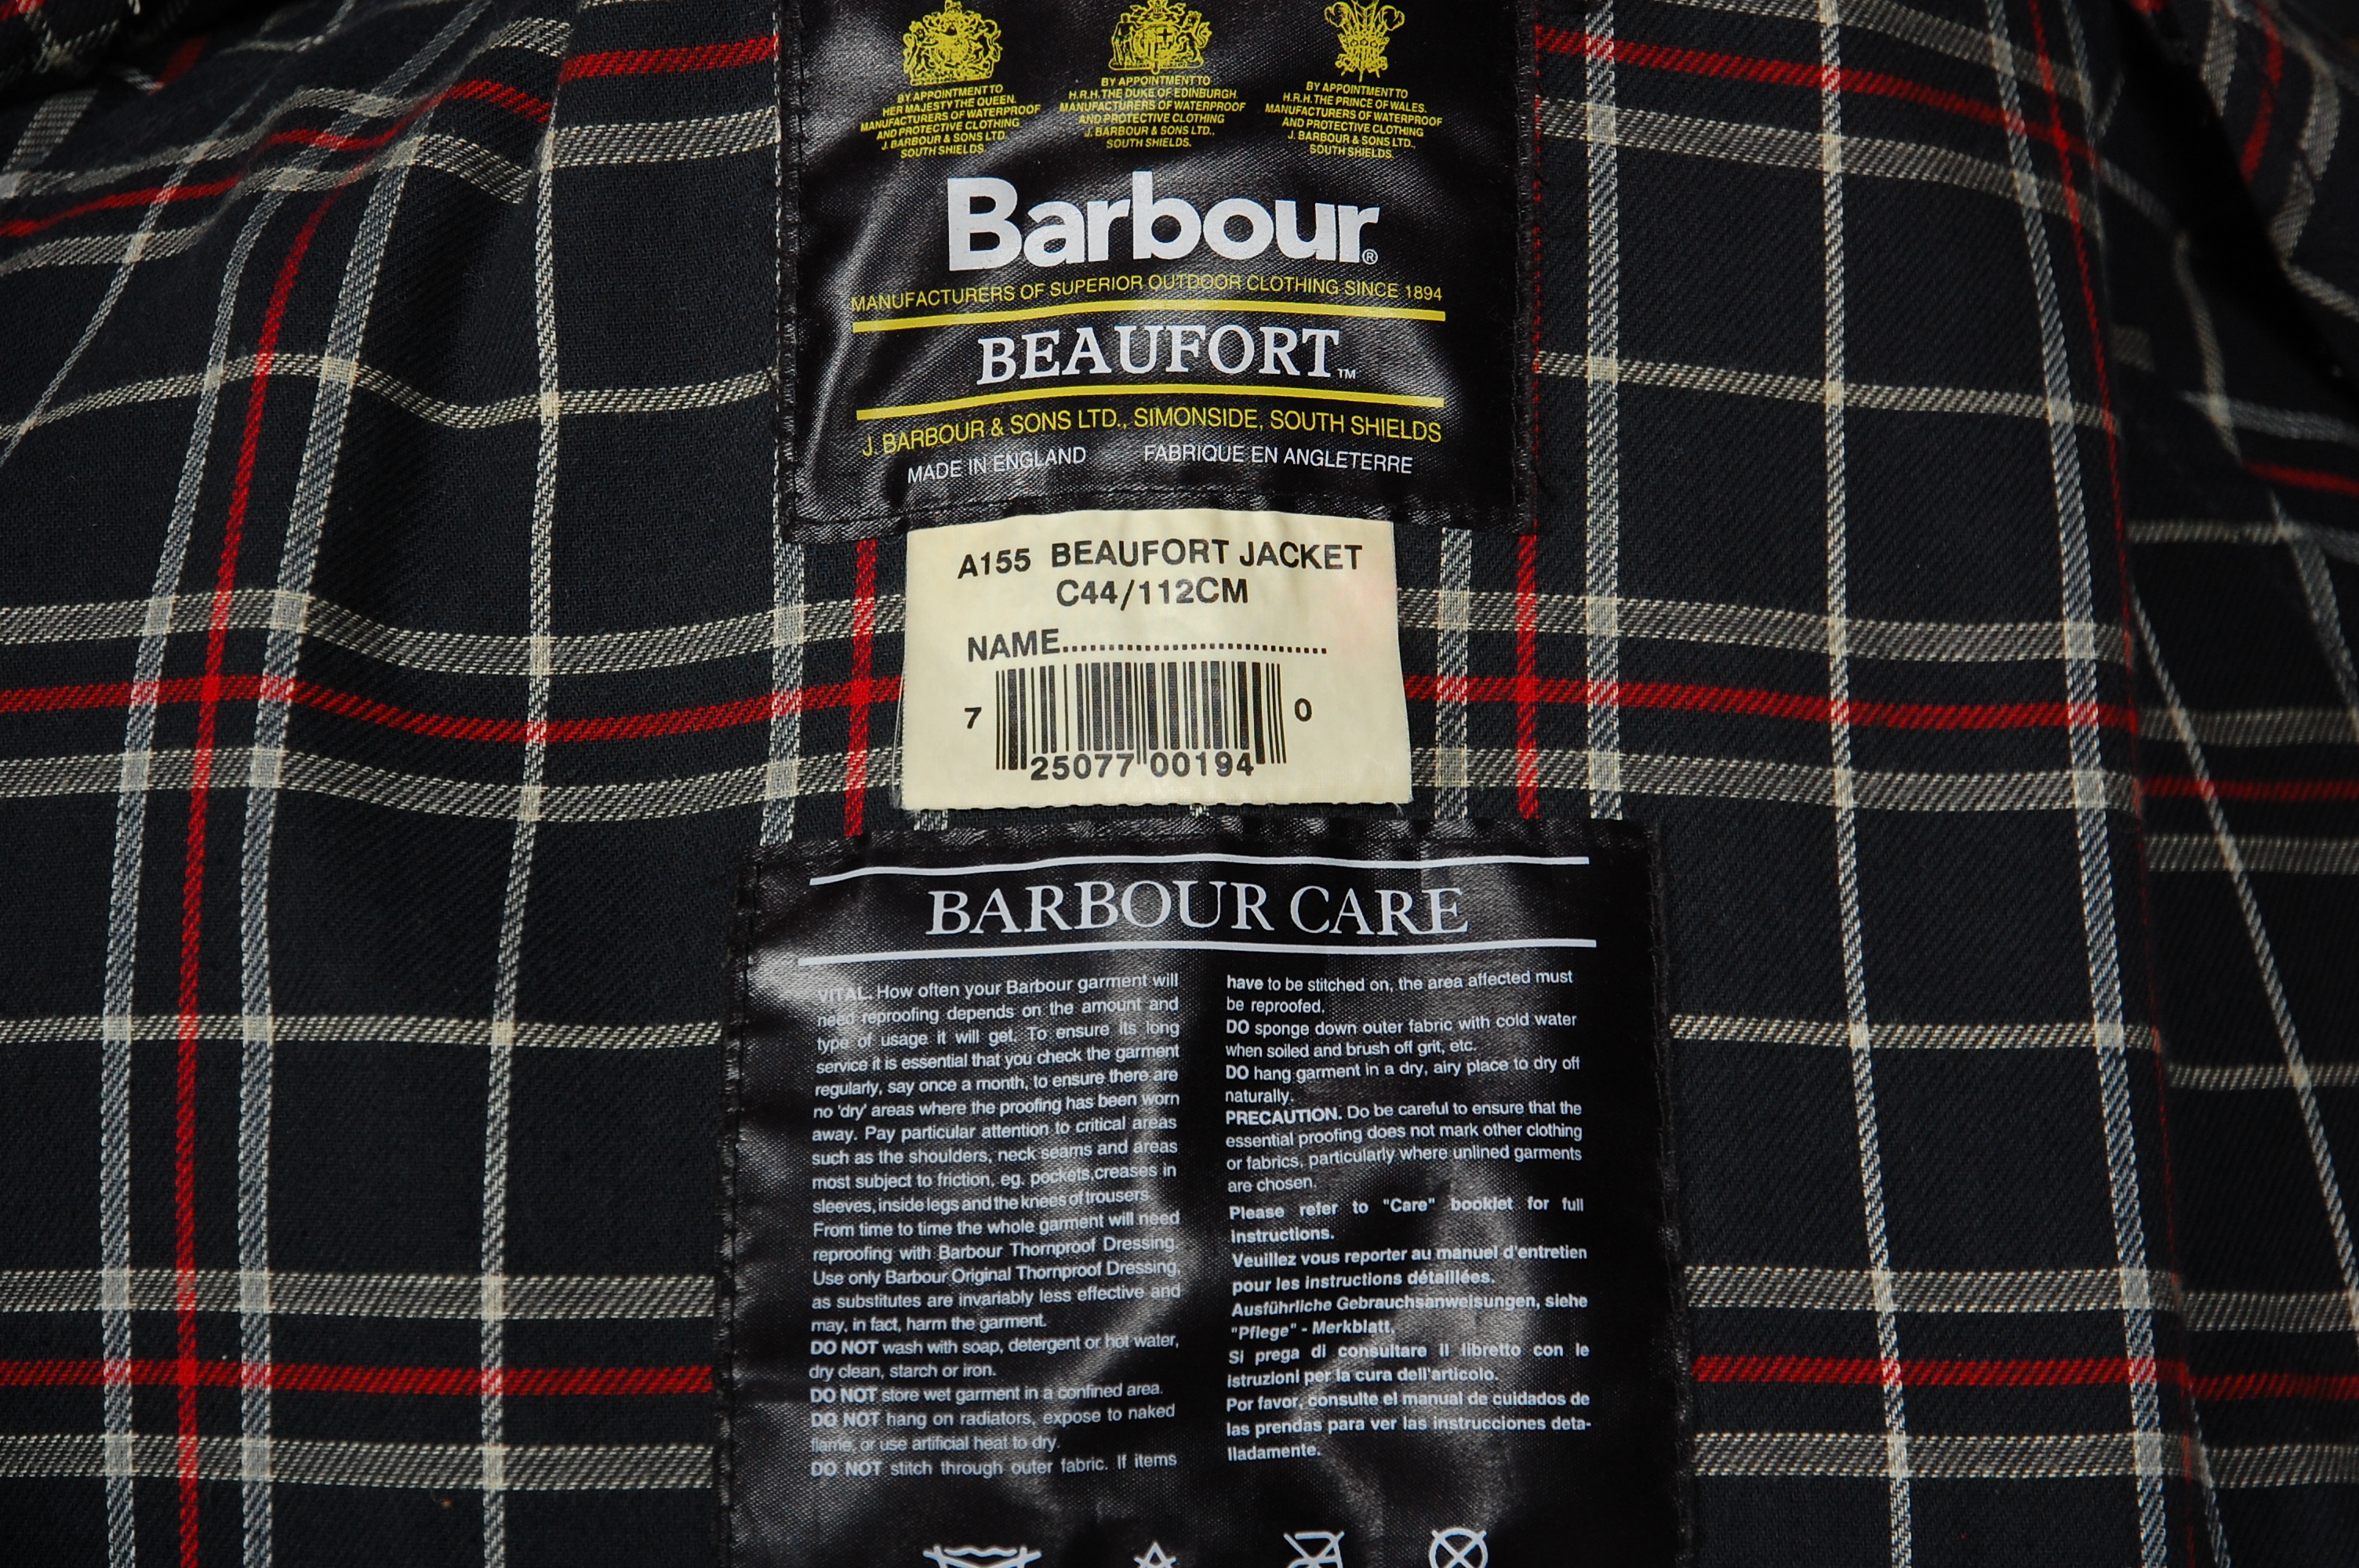 BY APPOINTMENT TO
HER MAJESTY THE QUEEN.
MANUFACTURERS OF WATERPROOF
AND PROTECTIVE CLOTHING
J. BARBOUR & SONS LTD.
SOUTH SHIELDS.
BY APPOINTMENT TO
H.R.H. THE DUKE OF EDINBURGH.
MANUFACTURERS OF WATERPROOF
AND PROTECTIVE CLOTHING
J. BARBOUR & SONS LTD.,
SOUTH SHIELDS.
BY APPOINTMENT TO
H.R.H. THE PRINCE OF WALES.
MANUFACTURERS OF WATERPROOF
AND PROTECTIVE CLOTHING
J. BARBOUR & SONS LTD.,
SOUTH SHIELDS.
Barbour®
MANUFACTURERS OF SUPERIOR OUTDOOR CLOTHING SINCE 1894
BEAUFORT™
J. BARBOUR & SONS LTD., SIMONSIDE, SOUTH SHIELDS
MADE IN ENGLAND FABRIQUE EN ANGLETERRE
A155 BEAUFORT JACKET
C44/112CM
NAME.............................
7 25077 00194 0
BARBOUR CARE
VITAL. How often your Barbour garment will
need reproofing depends on the amount and
type of usage it will get. To ensure its long
service it is essential that you check the garment
regularly, say once a month, to ensure there are
no 'dry' areas where the proofing has been worn
away. Pay particular attention to critical areas
such as the shoulders, neck seams and areas
most subject to friction, eg. pockets,creases in
sleeves, inside legs and the knees of trousers.
From time to time the whole garment will need
reproofing with Barbour Thornproof Dressing.
Use only Barbour Original Thornproof Dressing,
as substitutes are invariably less effective and
may, in fact, harm the garment.
DO NOT wash with soap, detergent or hot water,
dry clean, starch or iron.
DO NOT store wet garment in a confined area.
DO NOT hang on radiators, expose to naked
flame, or use artificial heat to dry.
DO NOT stitch through outer fabric. If items
have to be stitched on, the area affected must
be reproofed.
DO sponge down outer fabric with cold water
when soiled and brush off grit, etc.
DO hang garment in a dry, airy place to dry off
naturally.
PRECAUTION. Do be careful to ensure that the
essential proofing does not mark other clothing
or fabrics, particularly where unlined garments
are chosen.
Please refer to "Care" booklet for full
instructions.
Veuillez vous reporter au manuel d'entretien
pour les instructions détaillées.
Ausführliche Gebrauchsanweisungen, siehe
"Pflege" - Merkblatt.
Si prega di consultare il libretto con le
istruzioni per la cura dell'articolo.
Por favor, consulte el manual de cuidados de
las prendas para ver las instrucciones deta-
lladamente.